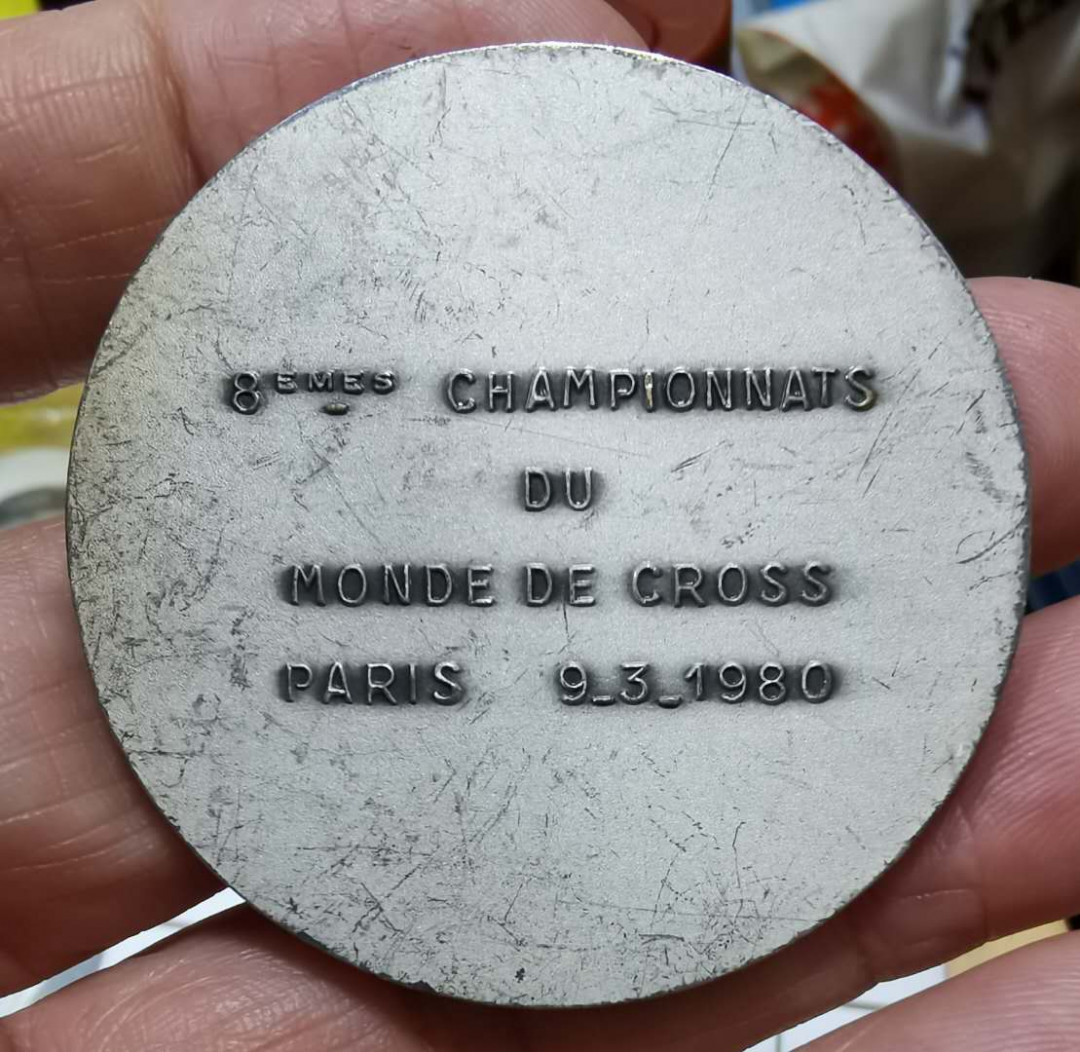 8EMES CHAMPIONNATS
DU
MONDE DE CROSS
PARIS 9_3_1980